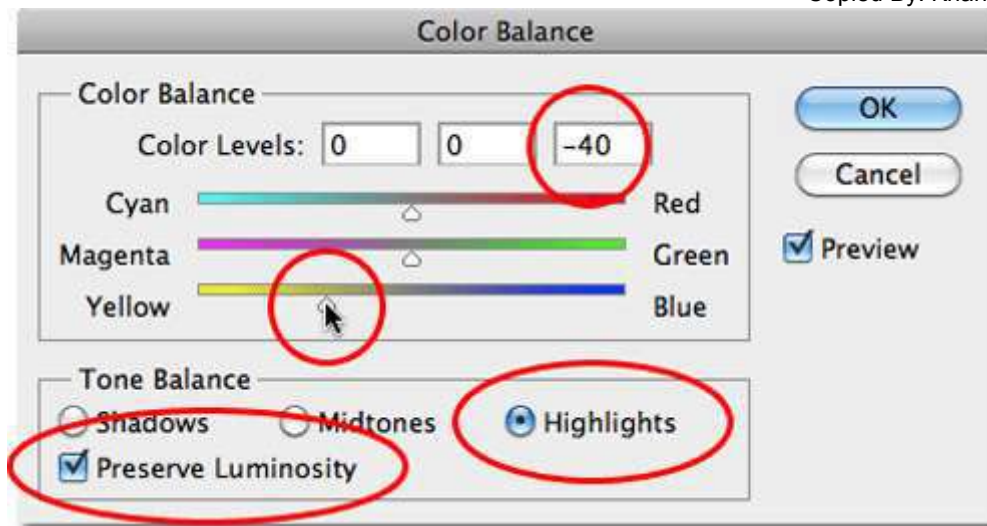 Color Balance
Color Balance
Color Levels: 0 0 -40
Cyan Red
Magenta Green
Yellow Blue
Tone Balance
Shadows Midtones Highlights
Preserve Luminosity
OK
Cancel
Preview